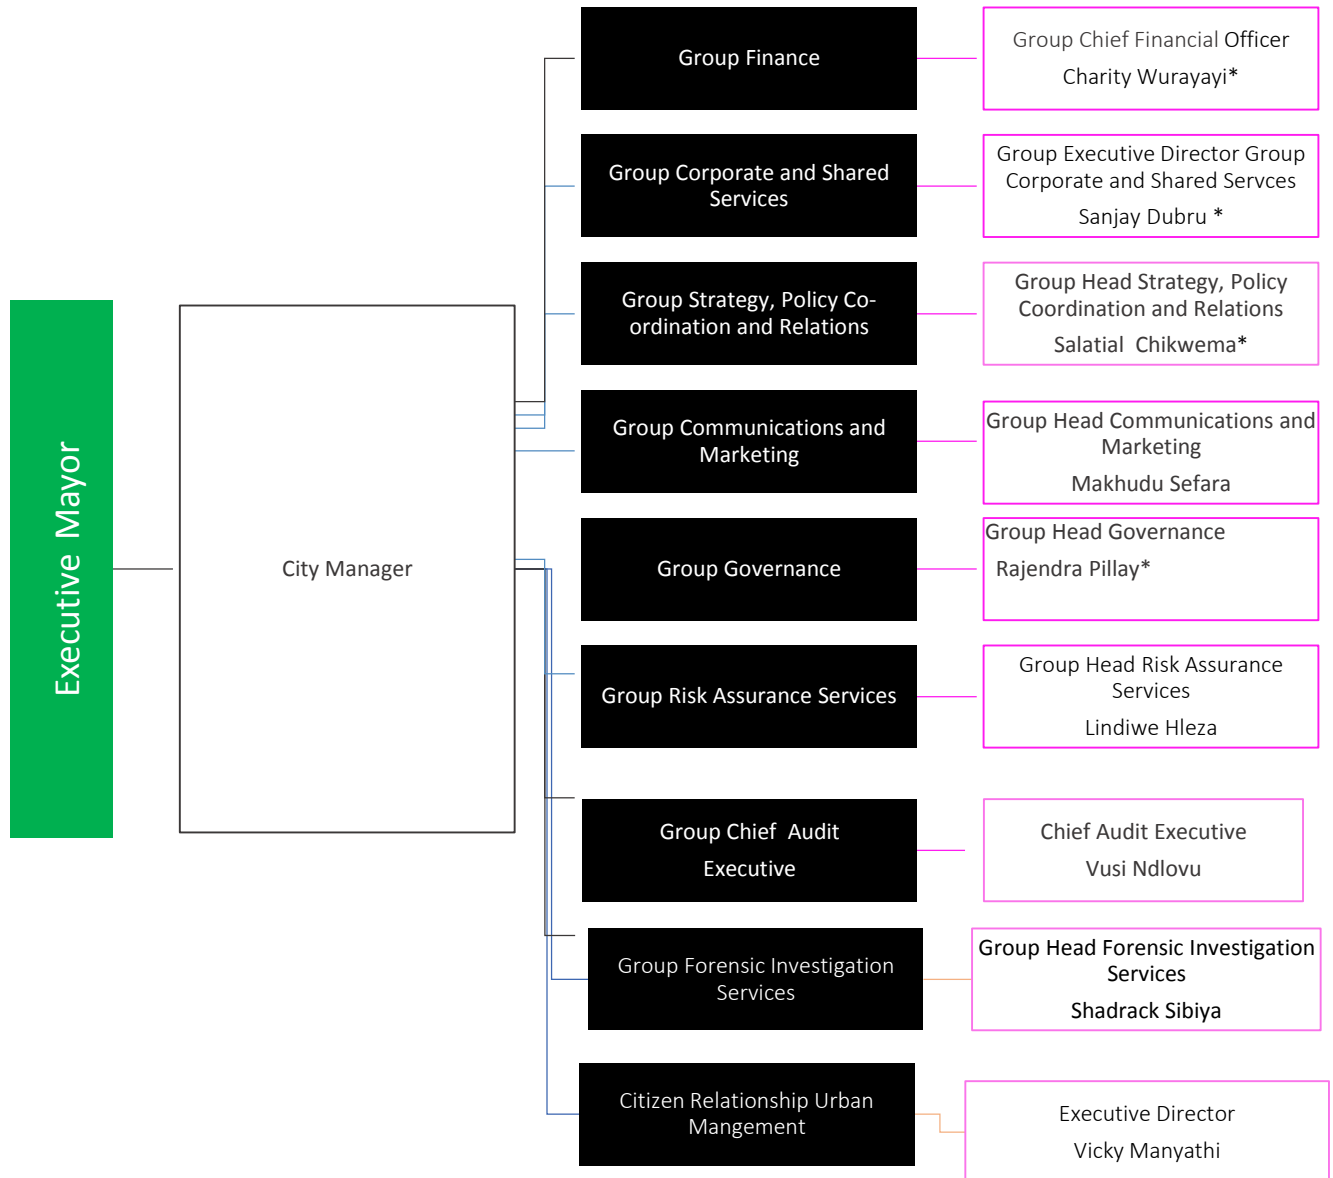 Executive Mayor
City Manager
Group Finance
Group Chief Financial Officer
Charity Wurayayi*
Group Corporate and Shared
Services
Group Executive Director Group
Corporate and Shared Servces
Sanjay Dubru *
Group Strategy, Policy Co-
ordination and Relations
Group Head Strategy, Policy
Coordination and Relations
Salatial Chikwema*
Group Communications and
Marketing
Group Head Communications and
Marketing
Makhudu Sefara
Group Governance
Group Head Governance
Rajendra Pillay*
Group Risk Assurance Services
Group Head Risk Assurance
Services
Lindiwe Hleza
Group Chief Audit
Executive
Chief Audit Executive
Vusi Ndlovu
Group Forensic Investigation
Services
Group Head Forensic Investigation
Services
Shadrack Sibiya
Citizen Relationship Urban
Mangement
Executive Director
Vicky Manyathi